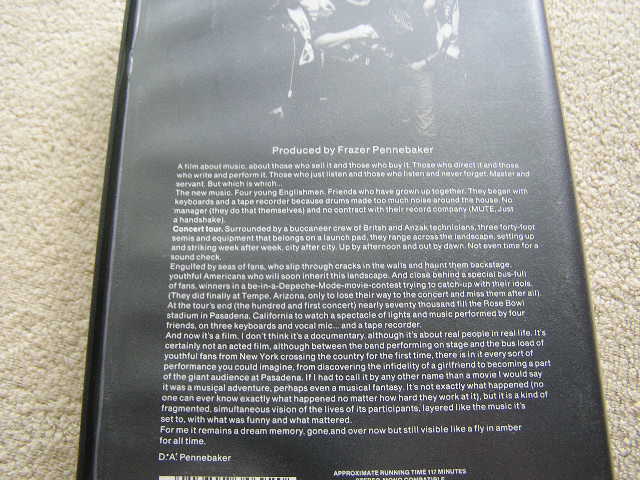 Produced by Frazer Pennebaker
A film about music, about those who sell it and those who buy it. Those who direct it and those
who write and perform it. Those who just listen and those who listen and never forget. Master and
servant. But which is which...
The new music. Four young Englishmen. Friends who have grown up together. They began with
keyboards and a tape recorder because drums made too much noise around the house. No
manager (they do that themselves) and no contract with their record company (MUTE, Just
a handshake).
Concert tour. Surrounded by a buccaneer crew of Britsh and Anzak technicians, three forty-foot
semis and equipment that belongs on a launch pad, they range across the landscape, setting up
and striking week after week, city after city. Up by afternoon and out by dawn. Not even time for a
sound check.
Engulfed by seas of fans, who slip through cracks in the walls and haunt them backstage,
youthful Americans who will soon inherit this landscape. And close behind a special bus-full
of fans, winners in a be-in-a-Depeche-Mode-movie-contest trying to catch-up with their idols.
(They did finally at Tempe, Arizona, only to lose their way to the concert and miss them after all).
At the tour's end (the hundred and first concert) nearly seventy thousand fill the Rose Bowl
stadium in Pasadena, California to watch a spectacle of lights and music performed by four
friends, on three keyboards and vocal mic... and a tape recorder.
And now it's a film. I don't think it's a documentary, although it's about real people in real life. It's
certainly not an acted film, although between the band performing on stage and the bus load of
youthful fans from New York crossing the country for the first time, there is in it every sort of
performance you could imagine, from discovering the infidelity of a girlfriend to becoming a part
of the giant audience at Pasadena. If I had to call it by any other name than a movie I would say
it was a musical adventure, perhaps even a musical fantasy. It's not exactly what happened (no
one can ever know exactly what happened no matter how hard they work at it), but it is a kind of
fragmented, simultaneous vision of the lives of its participants, layered like the music it's
set to, with what was funny and what mattered.
For me it remains a dream memory, gone,and over now but still visible like a fly in amber
for all time.
D.A. Pennebaker
APPROXIMATE RUNNING TIME 117 MINUTES
STEREO MONO COMPATIBLE